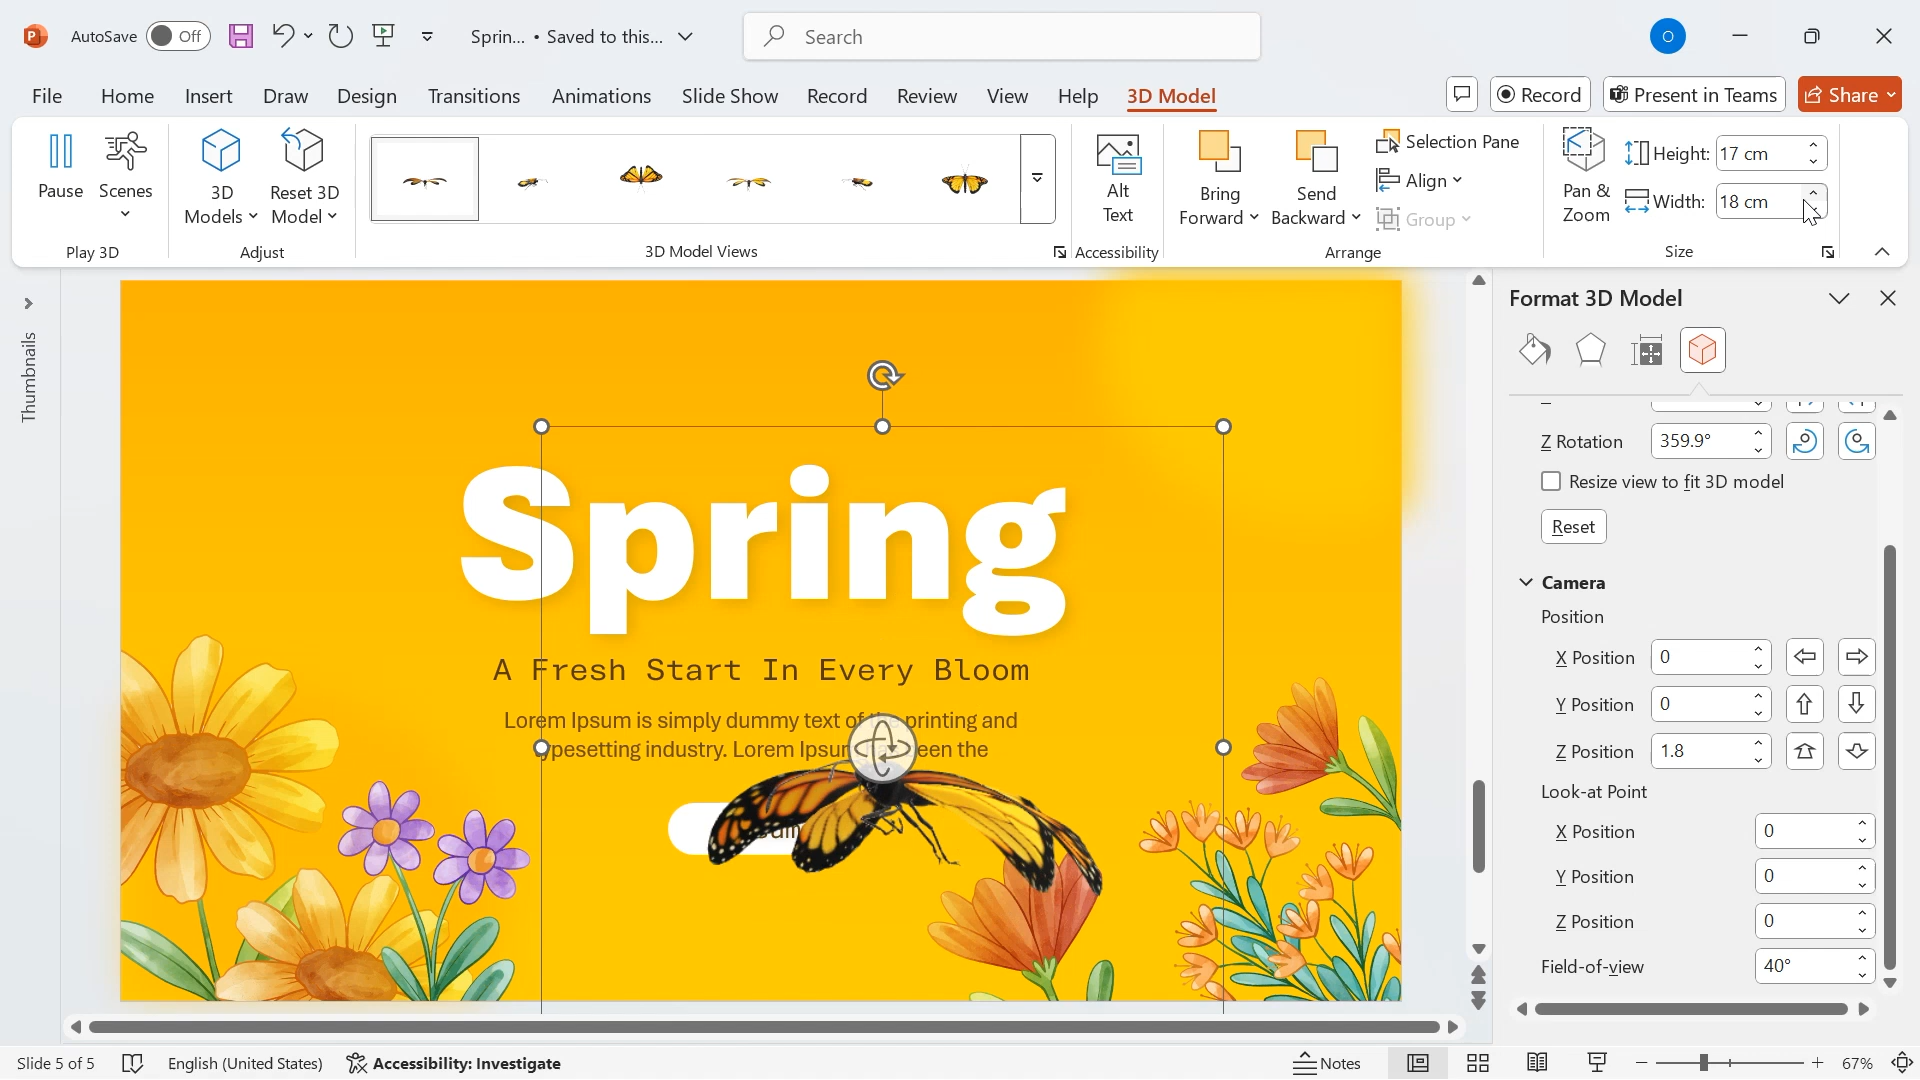 AutoSave Off Sprin... • Saved to this... Search O
File Home Insert Draw Design Transitions Animations Slide Show Record Review View Help 3D Model Record Present in Teams Share
Pause Scenes
Play 3D
3D Models Reset 3D Model
Adjust
3D Model Views
Alt Text
Accessibility
Bring Forward Send Backward Selection Pane
Align
Group
Arrange
Pan & Zoom Height: 17 cm
Width: 18 cm
Size
Thumbnails
Spring
A Fresh Start In Every Bloom
Lorem Ipsum is simply dummy text of the printing and
typesetting industry. Lorem Ipsum has been the
Format 3D Model
Z Rotation 359.9°
Resize view to fit 3D model
Reset
Camera
Position
X Position 0
Y Position 0
Z Position 1.8
Look-at Point
X Position 0
Y Position 0
Z Position 0
Field-of-view 40°
Slide 5 of 5 English (United States) Accessibility: Investigate Notes 67%